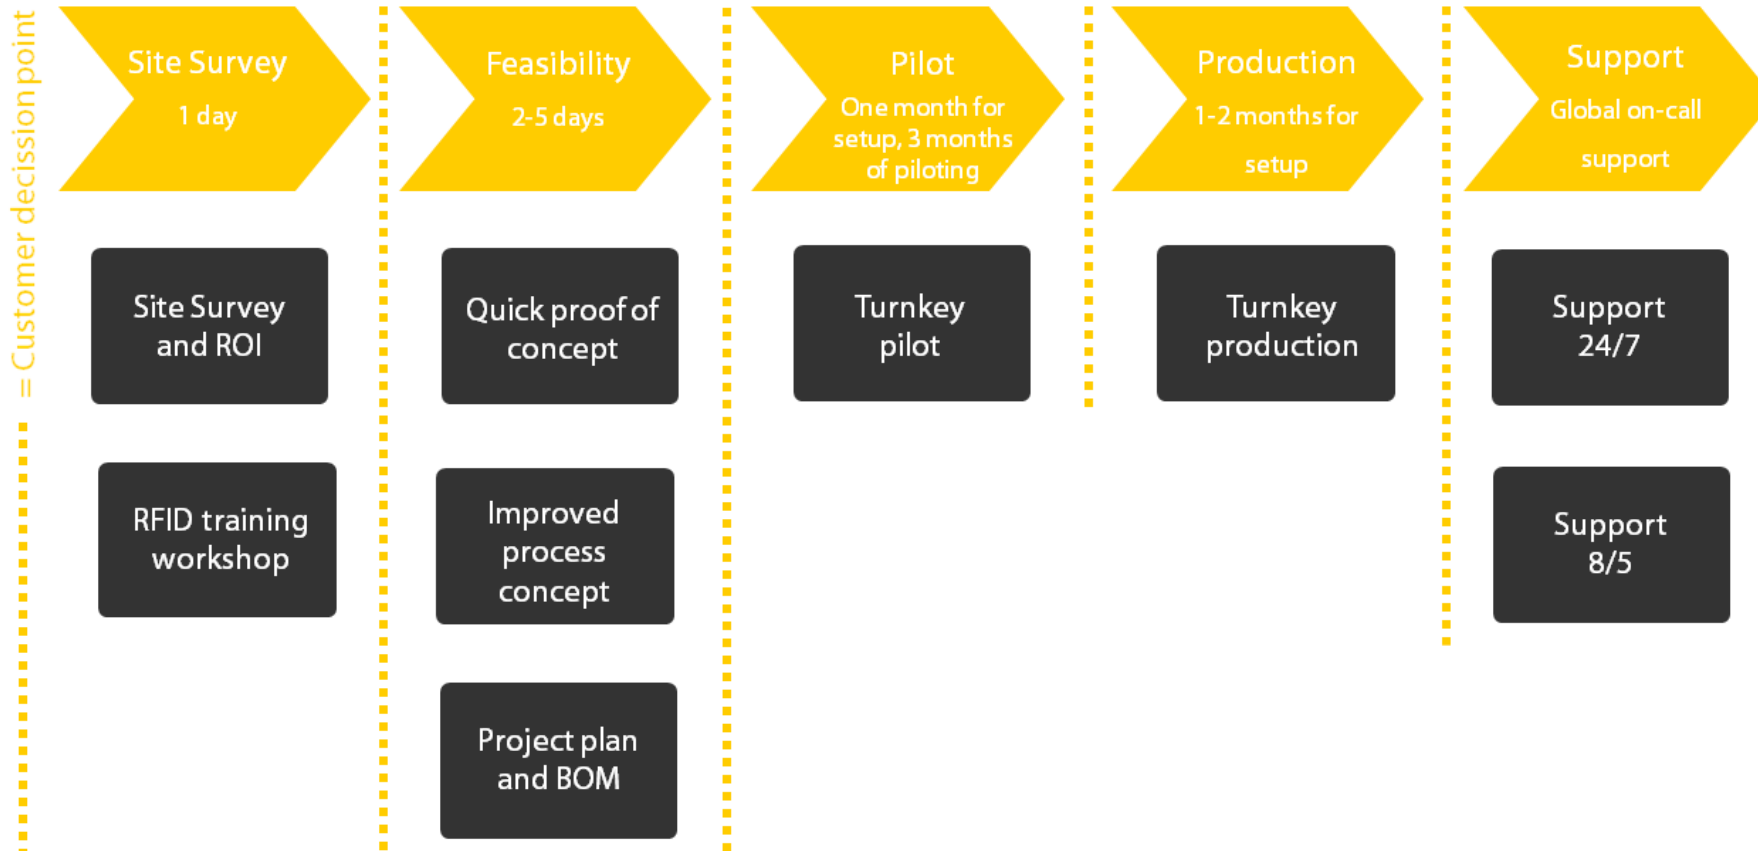 = Customer decission point
Site Survey
1 day
Feasibility
2-5 days
Pilot
One month for
setup, 3 months
of piloting
Production
1-2 months for
setup
Support
Global on-call
support
Site Survey
and ROI
Quick proof of
concept
Turnkey
pilot
Turnkey
production
Support
24/7
RFID training
workshop
Improved
process
concept
Support
8/5
Project plan
and BOM